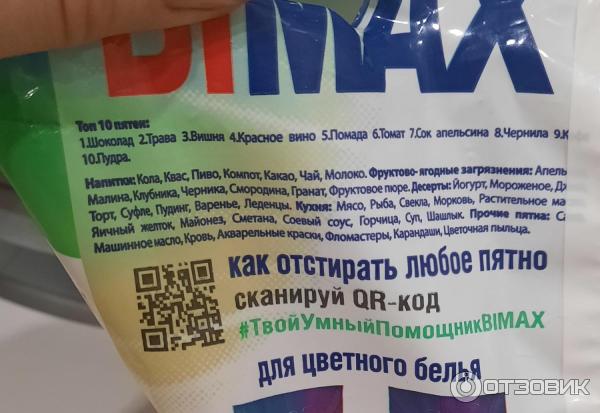 BIMAX
Топ 10 пятен:
1.Шоколад 2.Трава 3.Вишня 4.Красное вино 5.Помада 6.Томат 7.Сок апельсина 8.Чернила 9.К
10.Пудра.
Напитки: Кола, Квас, Пиво, Компот, Какао, Чай, Молоко. Фруктово-ягодные загрязнения: Апель
Малина, Клубника, Черника, Смородина, Гранат, Фруктовое пюре. Десерты: Йогурт, Мороженое, Дж
Торт, Суфле, Пудинг, Варенье, Леденцы. Кухня: Мясо, Рыба, Свекла, Морковь, Растительное ма
Яичный желток, Майонез, Сметана, Соевый соус, Горчица, Суп, Шашлык. Прочие пятна: С
Машинное масло, Кровь, Акварельные краски, Фломастеры, Карандаши, Цветочная пыльца.
как отстирать любое пятно
сканируй QR-код
#ТвойУмныйПомощникBIMAX
для цветного белья
ОТЗОВИК